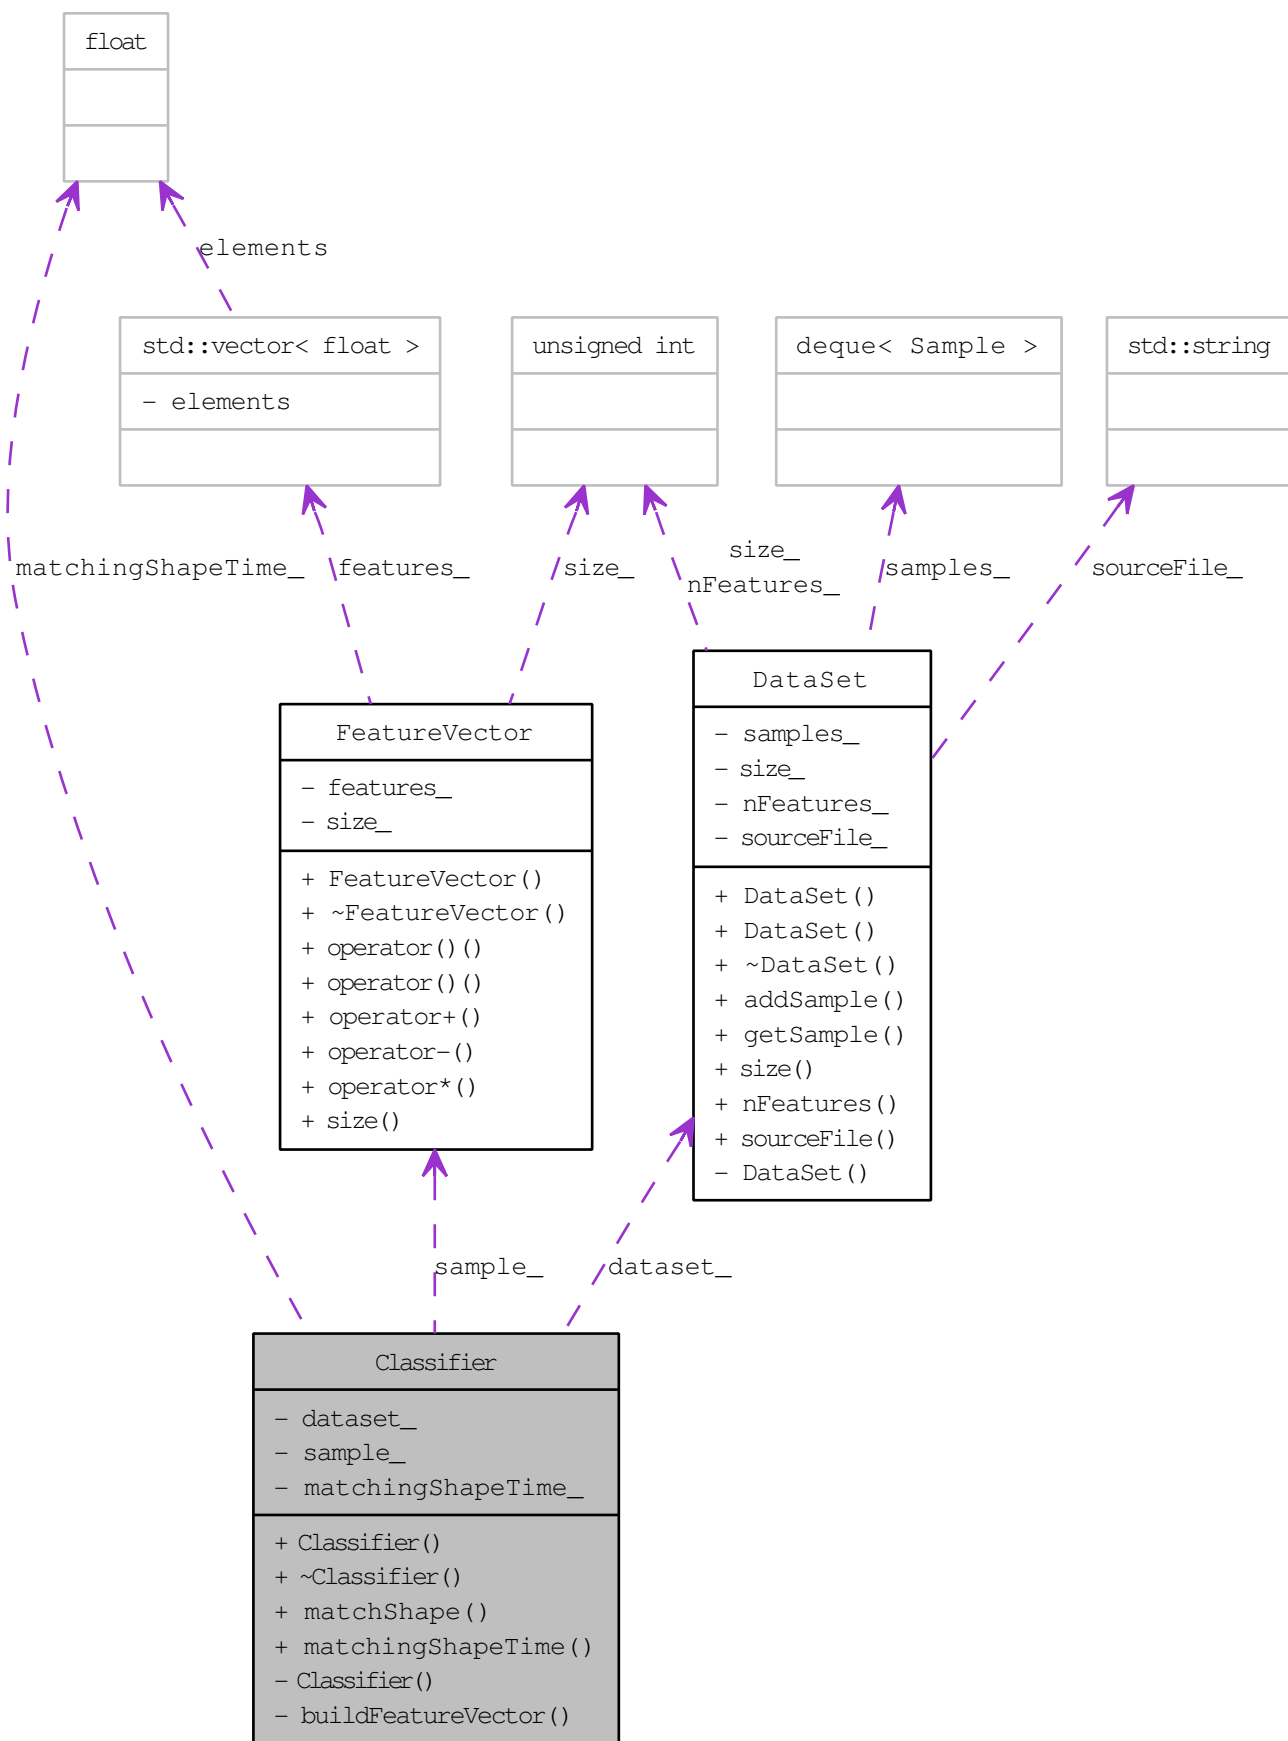 float
elements
std::vector< float >
- elements
unsigned int
deque< Sample >
std::string
matchingShapeTime_
features_
size_
size_
nFeatures_
samples_
sourceFile_
FeatureVector
- features_
- size_
+ FeatureVector()
+ ~FeatureVector()
+ operator()()
+ operator()()
+ operator+()
+ operator-()
+ operator*()
+ size()
DataSet
- samples_
- size_
- nFeatures_
- sourceFile_
+ DataSet()
+ DataSet()
+ ~DataSet()
+ addSample()
+ getSample()
+ size()
+ nFeatures()
+ sourceFile()
- DataSet()
sample_
dataset_
Classifier
- dataset_
- sample_
- matchingShapeTime_
+ Classifier()
+ ~Classifier()
+ matchShape()
+ matchingShapeTime()
- Classifier()
- buildFeatureVector()